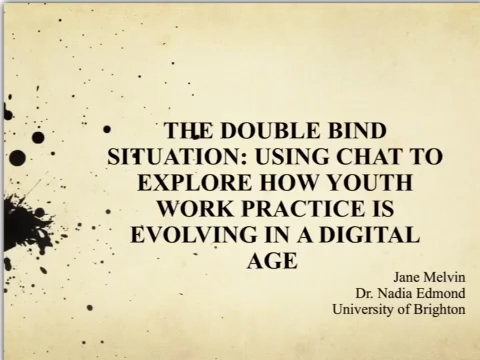 THE DOUBLE BIND
SITUATION: USING CHAT TO
EXPLORE HOW YOUTH
WORK PRACTICE IS
EVOLVING IN A DIGITAL
AGE
Jane Melvin
Dr. Nadia Edmond
University of Brighton